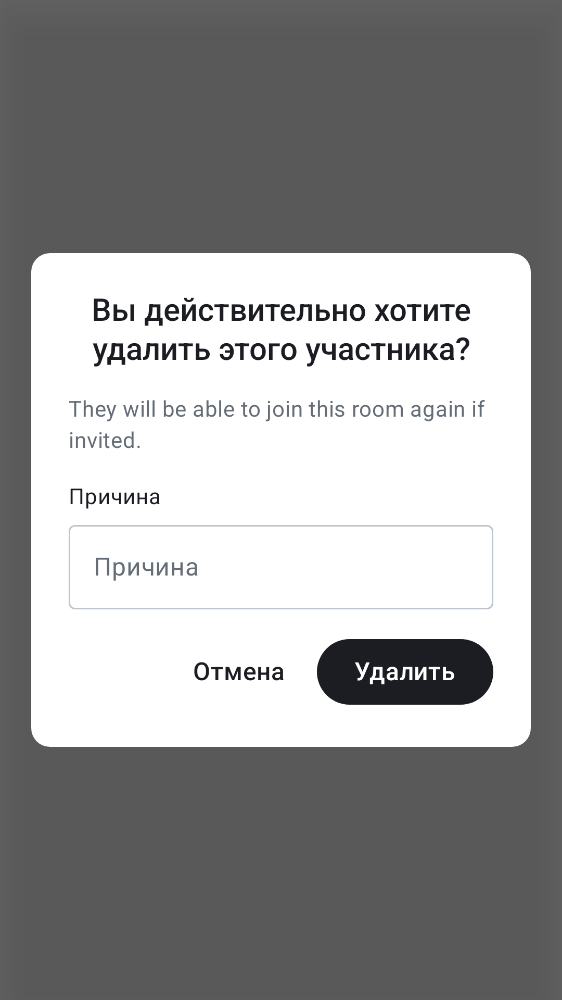 Вы действительно хотите
удалить этого участника?
They will be able to join this room again if
invited.
Причина
Причина
Отмена
Удалить